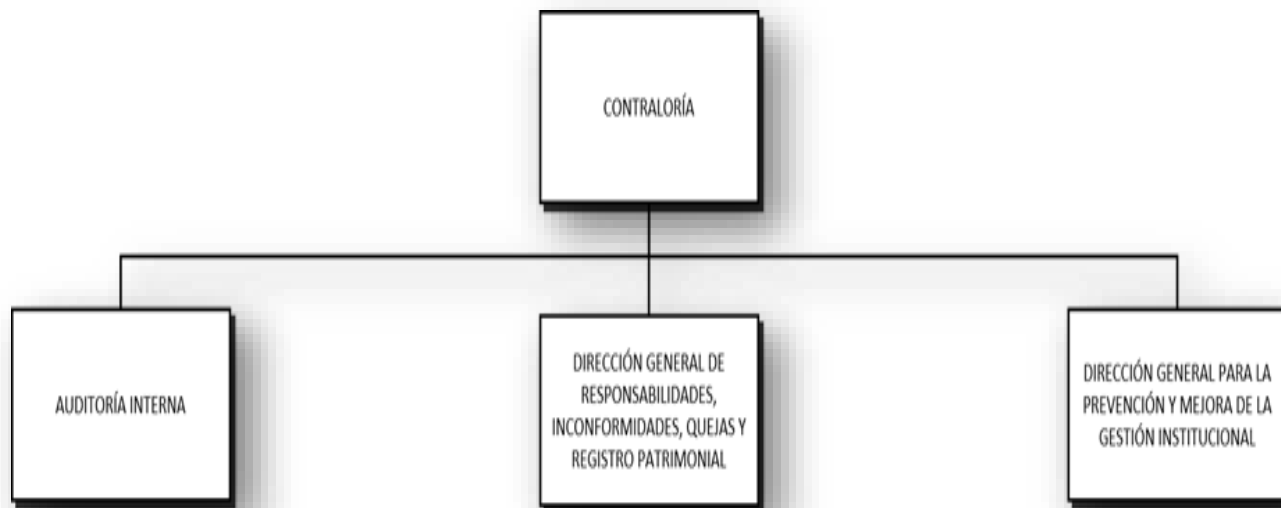 CONTRALORÍA
AUDITORÍA INTERNA
DIRECCIÓN GENERAL DE
RESPONSABILIDADES,
INCONFORMIDADES, QUEJAS Y
REGISTRO PATRIMONIAL
DIRECCIÓN GENERAL PARA LA
PREVENCIÓN Y MEJORA DE LA
GESTIÓN INSTITUCIONAL